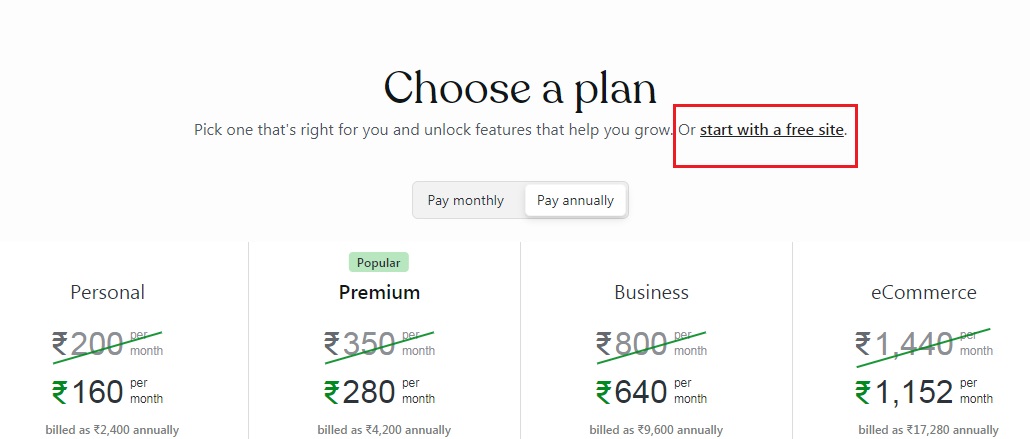 Choose a plan
Pick one that's right for you and unlock features that help you grow. Or start with a free site.
Pay monthly Pay annually
Popular
Personal Premium Business eCommerce
₹200 per month ₹350 per month ₹800 per month ₹1,440 per month
₹160 per month ₹280 per month ₹640 per month ₹1,152 per month
billed as ₹2,400 annually billed as ₹4,200 annually billed as ₹9,600 annually billed as ₹17,280 annually